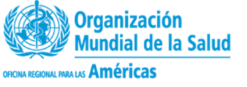 Organización
Mundial de la Salud
OFICINA REGIONAL PARA LAS Américas